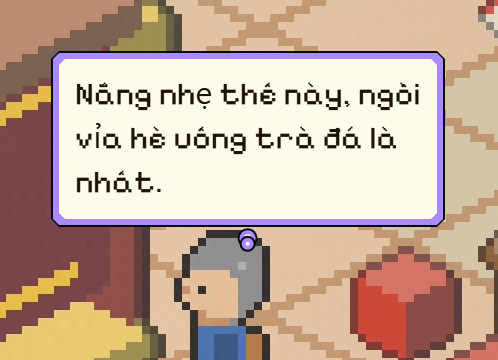 Nắng nhẹ thế này, ngồi
vỉa hè uống trà đá là
nhất.